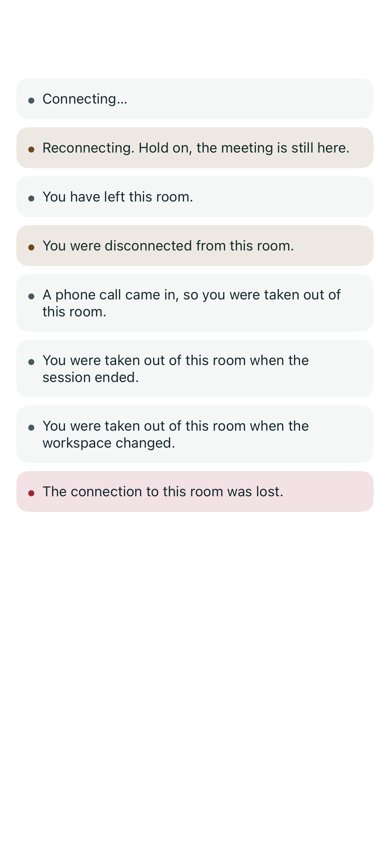 Connecting...
Reconnecting. Hold on, the meeting is still here.
You have left this room.
You were disconnected from this room.
A phone call came in, so you were taken out of
this room.
You were taken out of this room when the
session ended.
You were taken out of this room when the
workspace changed.
The connection to this room was lost.